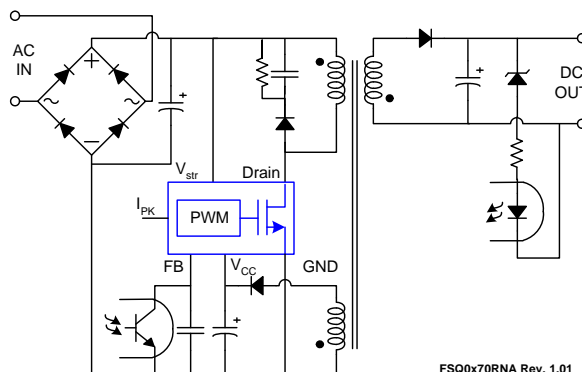 AC
IN
+
~
~
−
+
+
DC
OUT
Vstr
Drain
IPK
PWM
FB
VCC
GND
+
FSQ0x70RNA Rev. 1.01